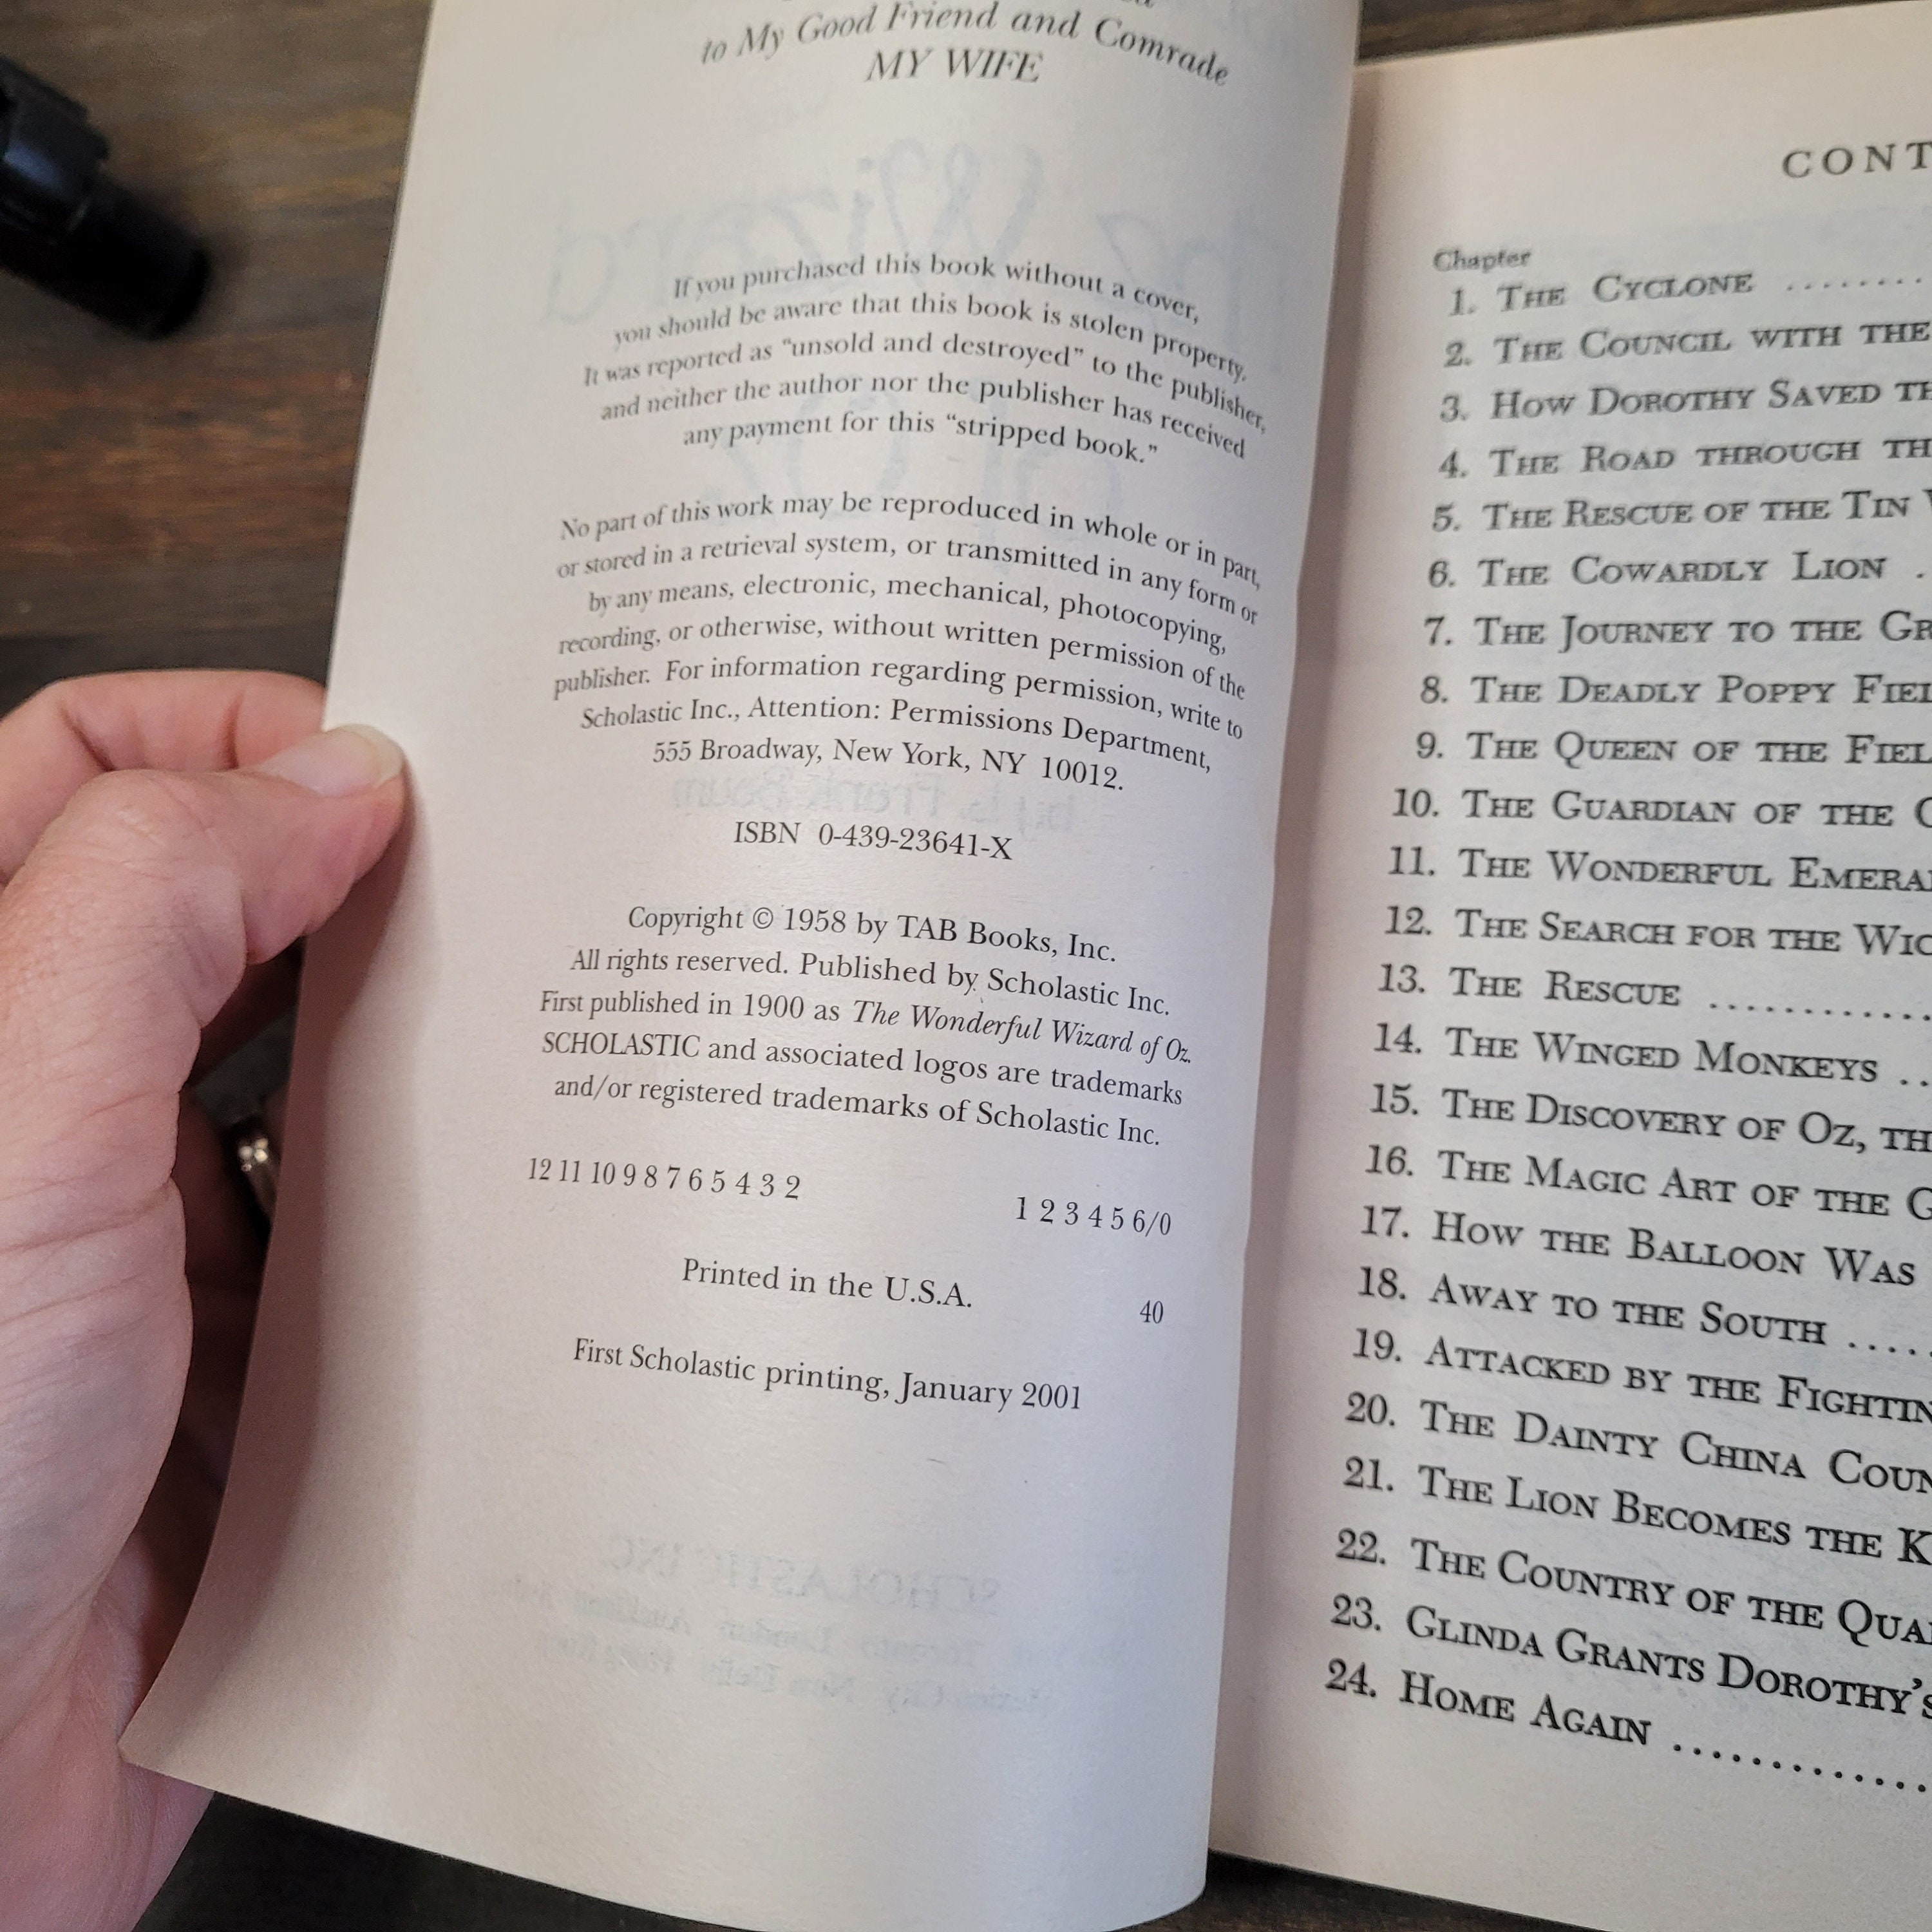 to My Good Friend and Comrade
MY WIFE
If you purchased this book without a cover,
you should be aware that this book is stolen property.
It was reported as “unsold and destroyed” to the publisher,
and neither the author nor the publisher has received
any payment for this “stripped book.”
No part of this work may be reproduced in whole or in part,
or stored in a retrieval system, or transmitted in any form or
by any means, electronic, mechanical, photocopying,
recording, or otherwise, without written permission of the
publisher. For information regarding permission, write to
Scholastic Inc., Attention: Permissions Department,
555 Broadway, New York, NY 10012.
ISBN 0-439-23641-X
Copyright © 1958 by TAB Books, Inc.
All rights reserved. Published by Scholastic Inc.
First published in 1900 as The Wonderful Wizard of Oz.
SCHOLASTIC and associated logos are trademarks
and/or registered trademarks of Scholastic Inc.
12 11 10 9 8 7 6 5 4 3 2 1 2 3 4 5 6/0
Printed in the U.S.A. 40
First Scholastic printing, January 2001
CONT
Chapter
1. THE CYCLONE ........
2. THE COUNCIL WITH THE
3. HOW DOROTHY SAVED TH
4. THE ROAD THROUGH TH
5. THE RESCUE OF THE TIN
6. THE COWARDLY LION .
7. THE JOURNEY TO THE GR
8. THE DEADLY POPPY FIEL
9. THE QUEEN OF THE FIEL
10. THE GUARDIAN OF THE
11. THE WONDERFUL EMERA
12. THE SEARCH FOR THE WIC
13. THE RESCUE ............
14. THE WINGED MONKEYS ..
15. THE DISCOVERY OF OZ, TH
16. THE MAGIC ART OF THE G
17. HOW THE BALLOON WAS
18. AWAY TO THE SOUTH .....
19. ATTACKED BY THE FIGHTIN
20. THE DAINTY CHINA COUN
21. THE LION BECOMES THE K
22. THE COUNTRY OF THE QUA
23. GLINDA GRANTS DOROTHY’S
24. HOME AGAIN .............